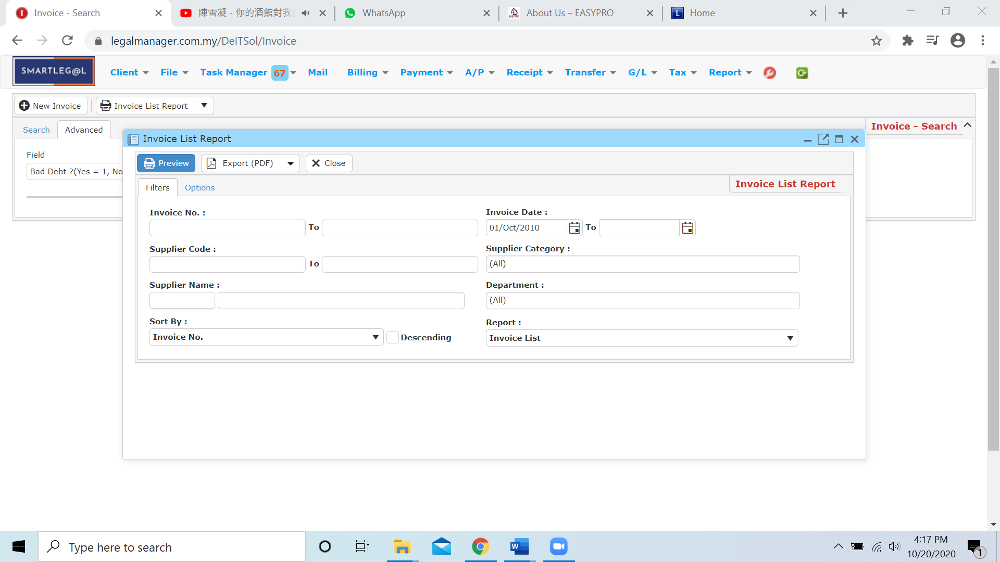 Invoice - Search
陳雪凝 - 你的酒館對我
WhatsApp
About Us – EASYPRO
Home
legalmanager.com.my/DeITSol/Invoice
SMARTLEG@L
Client
File
Task Manager 67
Mail
Billing
Payment
A/P
Receipt
Transfer
G/L
Tax
Report
New Invoice
Invoice List Report
Search
Advanced
Invoice - Search
Field
Bad Debt ?(Yes = 1, No
Invoice List Report
Preview
Export (PDF)
Close
Filters
Options
Invoice List Report
Invoice No. :
To
Invoice Date :
01/Oct/2010
To
Supplier Code :
To
Supplier Category :
(All)
Supplier Name :
Department :
(All)
Sort By :
Invoice No.
Descending
Report :
Invoice List
Type here to search
4:17 PM
10/20/2020
1